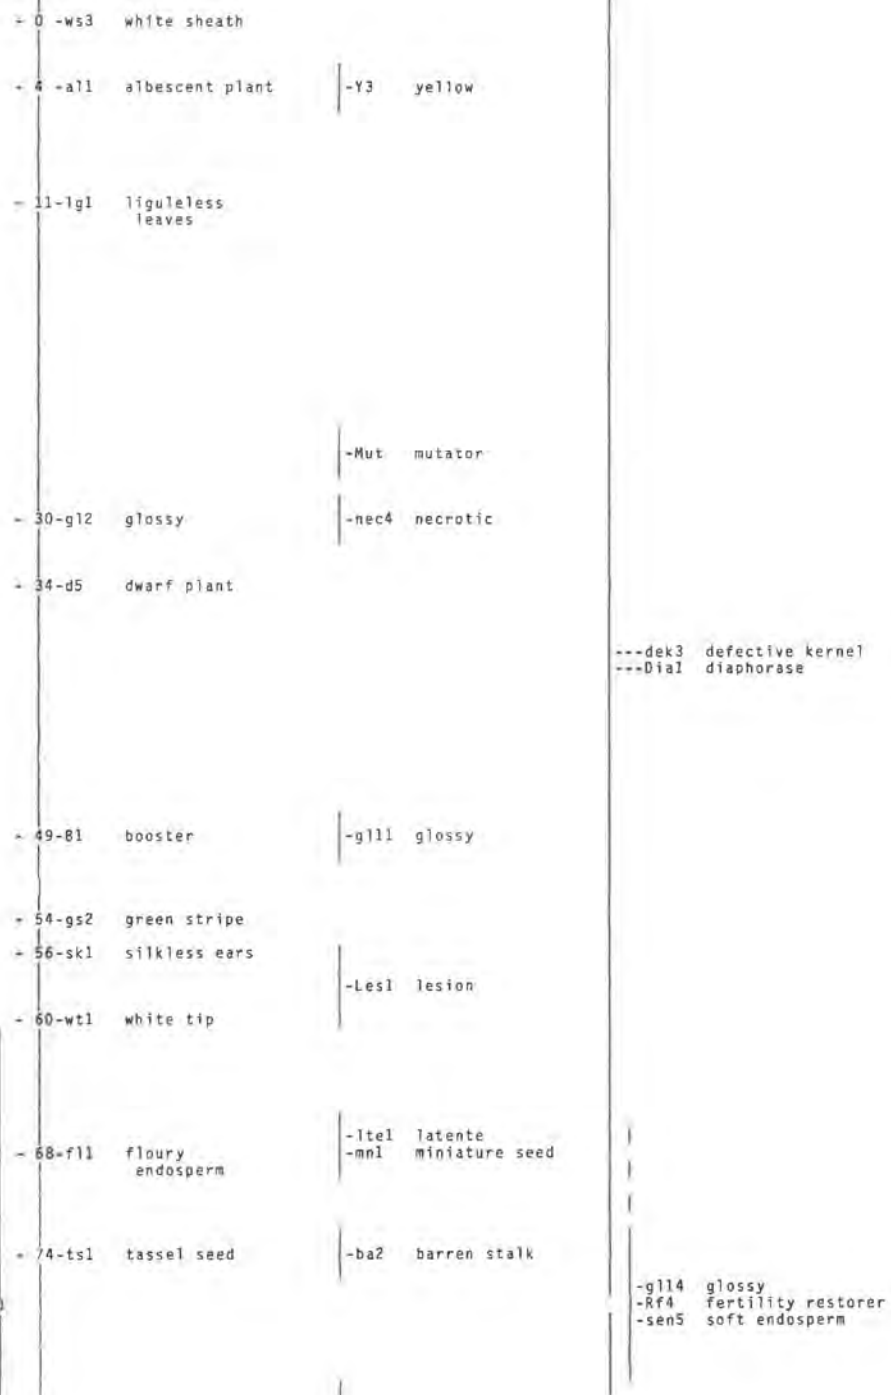 - 0 -ws3 white sheath
- 4 -al1 albescent plant -Y3 yellow
- 11-lg1 liguleless
leaves
-Mut mutator
- 30-gl2 glossy -nec4 necrotic
- 34-d5 dwarf plant
---dek3 defective kernel
---Dia1 diaphorase
- 49-B1 booster -gl11 glossy
- 54-gs2 green stripe
- 56-sk1 silkless ears
-Les1 lesion
- 60-wt1 white tip
-lte1 latente
- 68-fl1 floury -mn1 miniature seed
endosperm
- 74-ts1 tassel seed -ba2 barren stalk
-gl14 glossy
-Rf4 fertility restorer
-sen5 soft endosperm